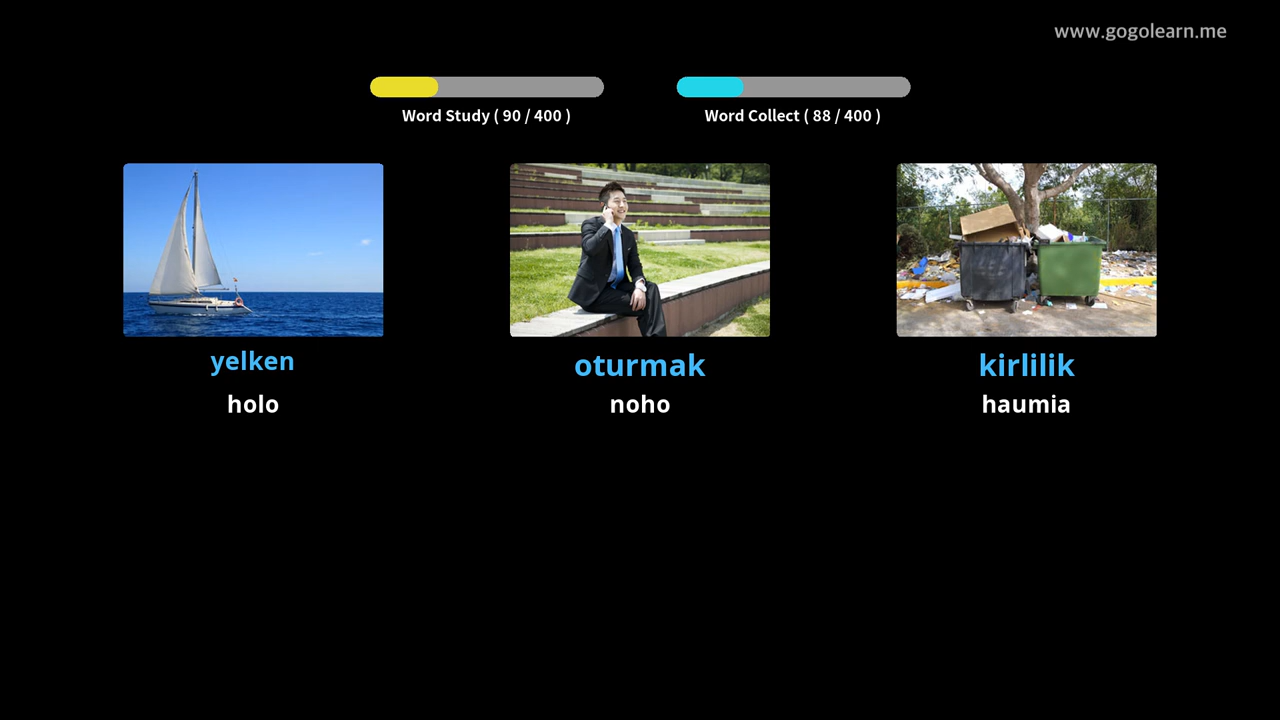 www.gogolearn.me
Word Study ( 90 / 400 )
Word Collect ( 88 / 400 )
yelken
oturmak
kirlilik
holo
noho
haumia